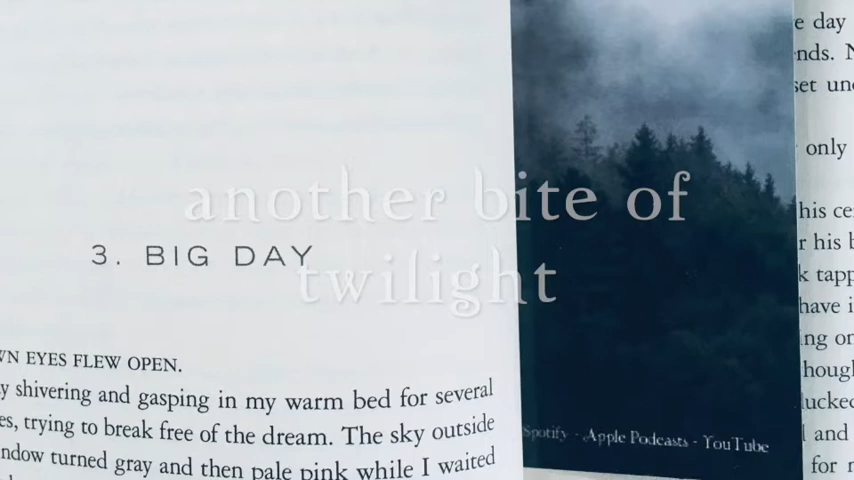 another bite of
twilight
3. BIG DAY
WN EYES FLEW OPEN.
y shivering and gasping in my warm bed for several
es, trying to break free of the dream. The sky outside
ndow turned gray and then pale pink while I waited
Spotify - Apple Podcasts - YouTube
e day
nds. N
set un
only
his ce
r his b
k tapp
have i
ing on
hough
lucked
l and
for